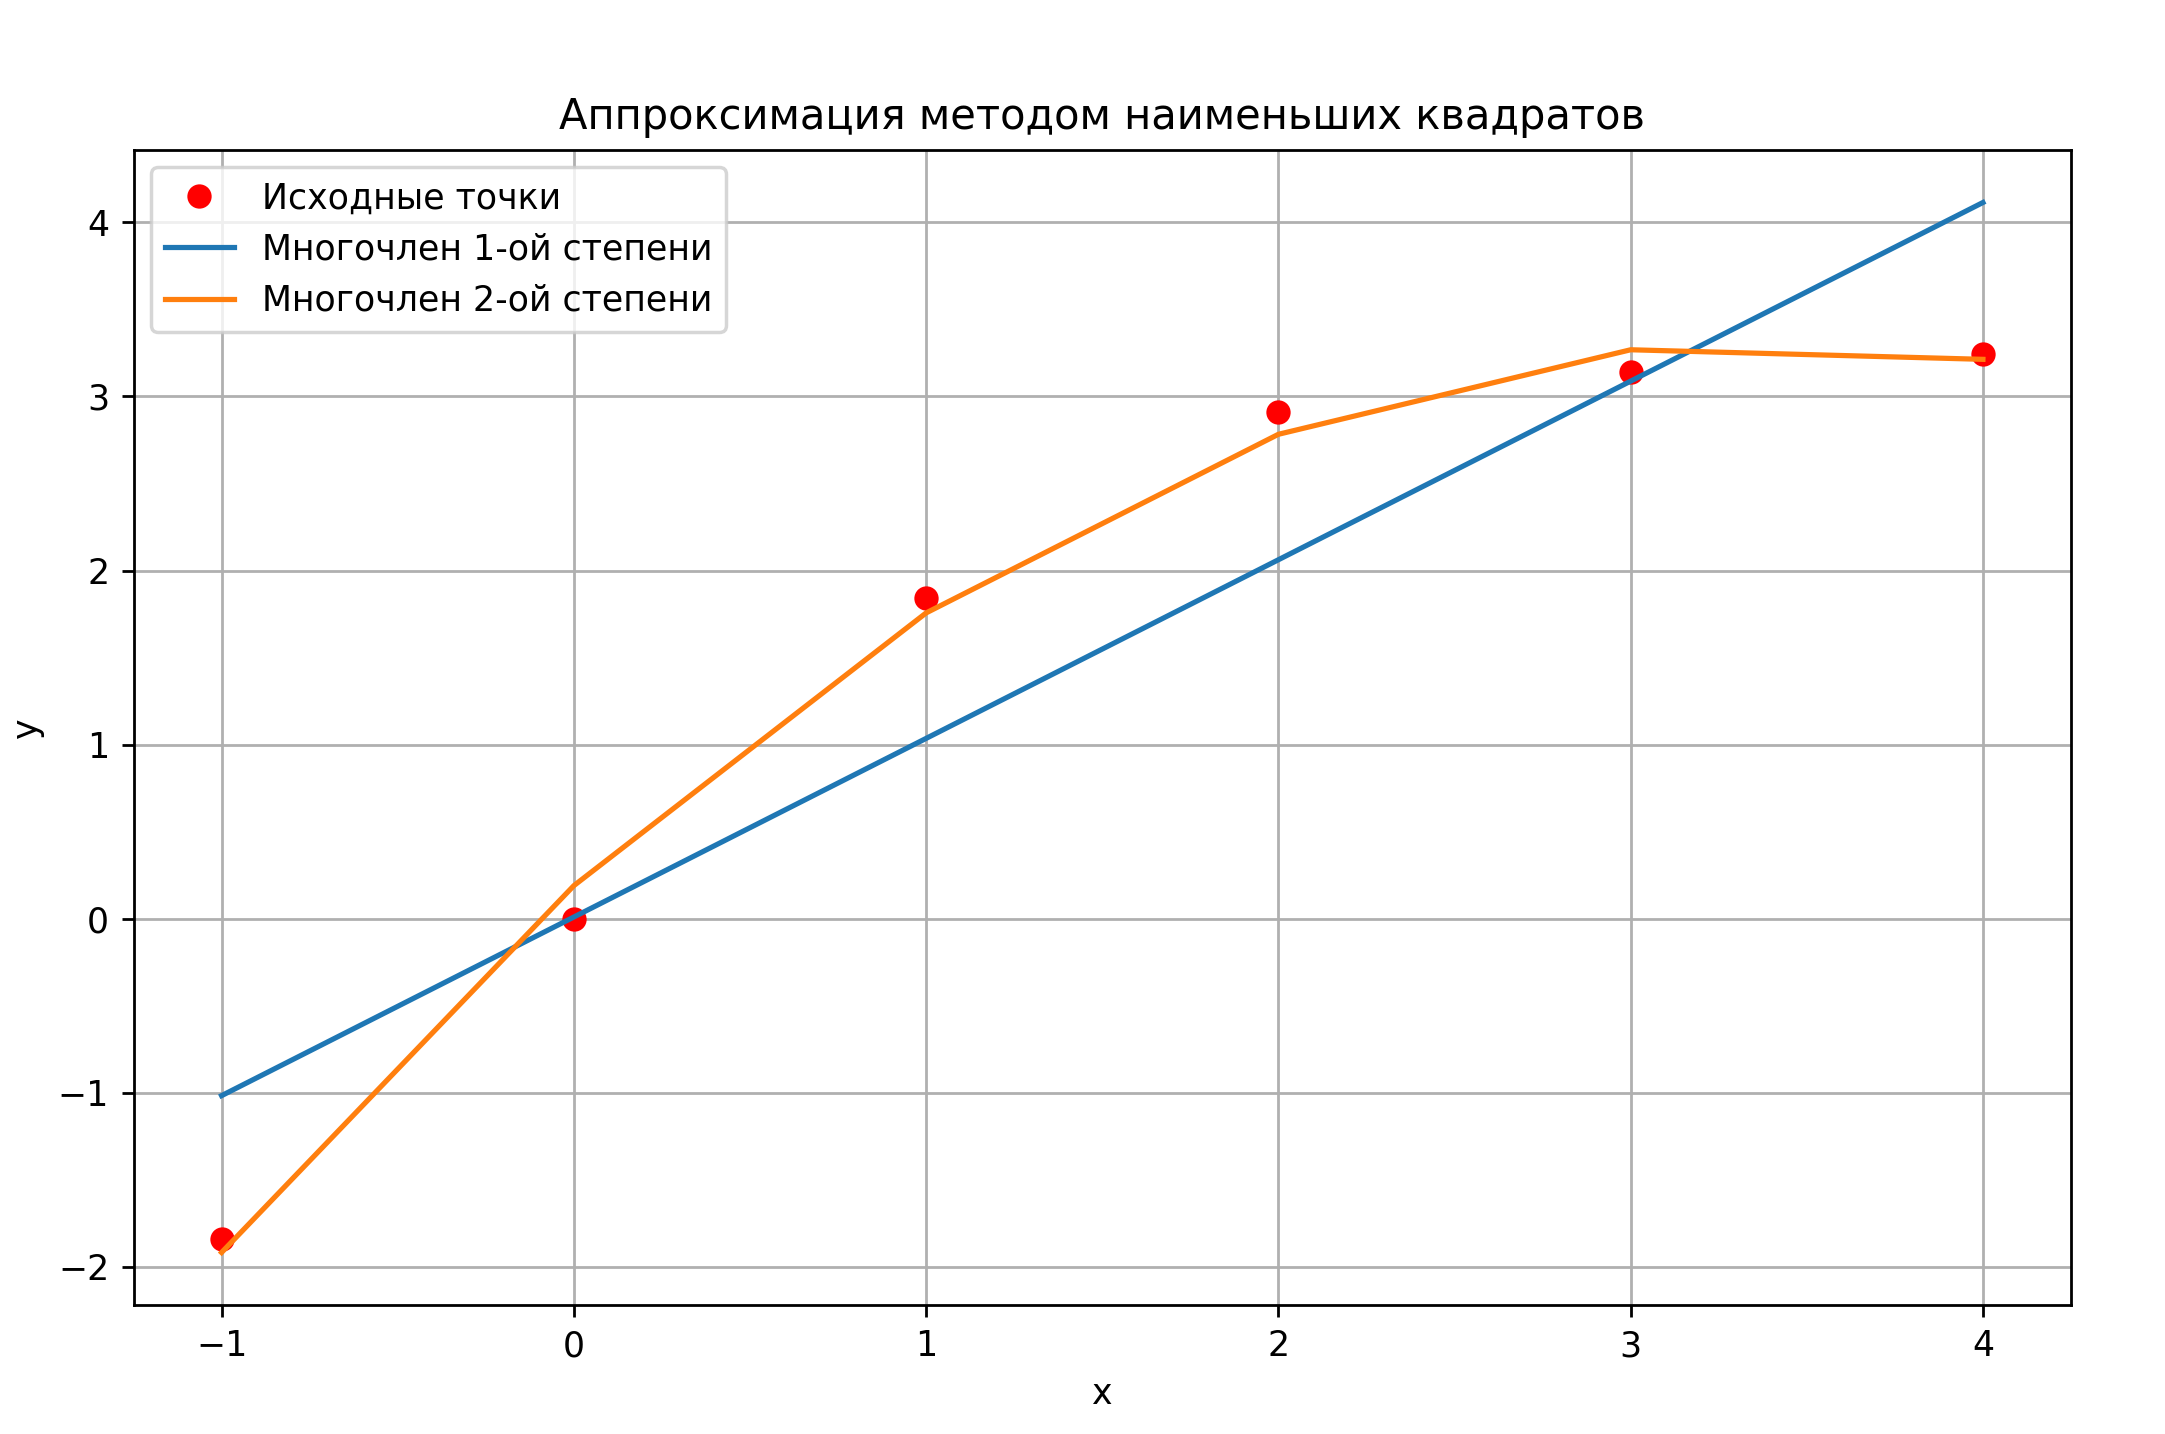 Аппроксимация методом наименьших квадратов
Исходные точки
Многочлен 1-ой степени
Многочлен 2-ой степени
4
3
2
1
0
−1
−2
y
−1 0 1 2 3 4
x